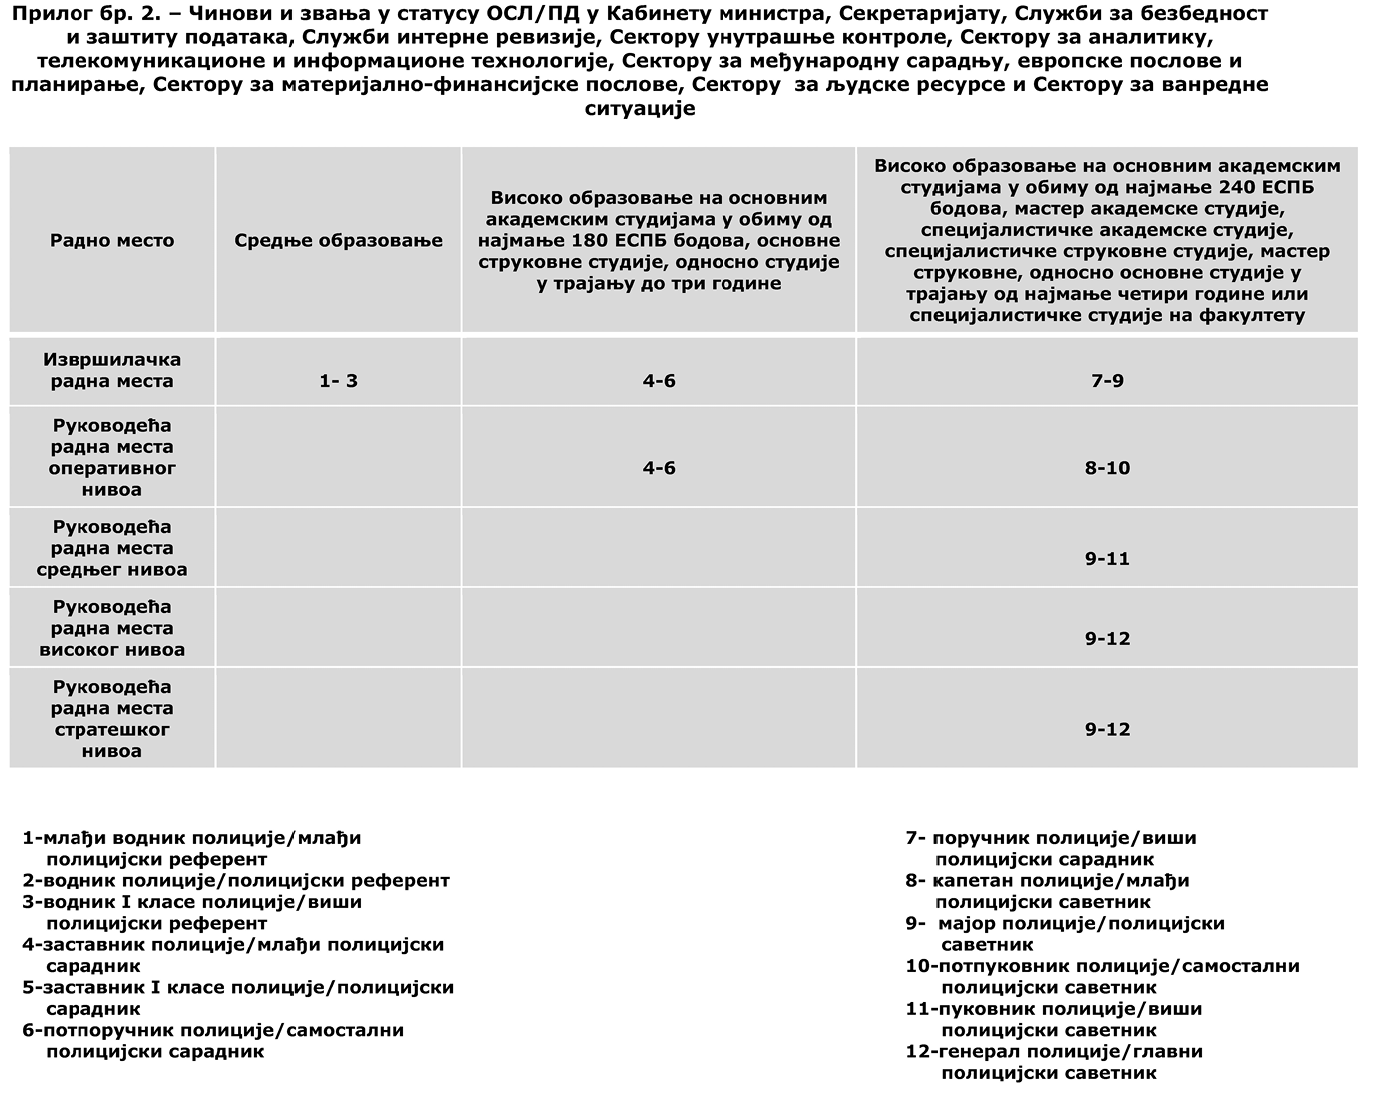 Прилог бр. 2. – Чинови и звања у статусу ОСЛ/ПД у Кабинету министра, Секретаријату, Служби за безбедност
и заштиту података, Служби интерне ревизије, Сектору унутрашње контроле, Сектору за аналитику,
телекомуникационе и информационе технологије, Сектору за међународну сарадњу, европске послове и
планирање, Сектору за материјално-финансијске послове, Сектору за људске ресурсе и Сектору за ванредне
ситуације
Радно место
Средње образовање
Високо образовање на основним
академским студијама у обиму од
најмање 180 ЕСПБ бодова, основне
струковне студије, односно студије
у трајању до три године
Високо образовање на основним академским
студијама у обиму од најмање 240 ЕСПБ
бодова, мастер академске студије,
специјалистичке академске студије,
специјалистичке струковне студије, мастер
струковне, односно основне студије у
трајању од најмање четири године или
специјалистичке студије на факултету
Извршилачка
радна места
1- 3
4-6
7-9
Руководећа
радна места
оперативног
нивоа
4-6
8-10
Руководећа
радна места
средњег нивоа
9-11
Руководећа
радна места
високог нивоа
9-12
Руководећа
радна места
стратешког
нивоа
9-12
1-млађи водник полиције/млађи
полицијски референт
2-водник полиције/полицијски референт
3-водник I класе полиције/виши
полицијски референт
4-заставник полиције/млађи полицијски
сарадник
5-заставник I класе полиције/полицијски
сарадник
6-потпоручник полиције/самостални
полицијски сарадник
7- поручник полиције/виши
полицијски сарадник
8- капетан полиције/млађи
полицијски саветник
9- мајор полиције/полицијски
саветник
10-потпуковник полиције/самостални
полицијски саветник
11-пуковник полиције/виши
полицијски саветник
12-генерал полиције/главни
полицијски саветник